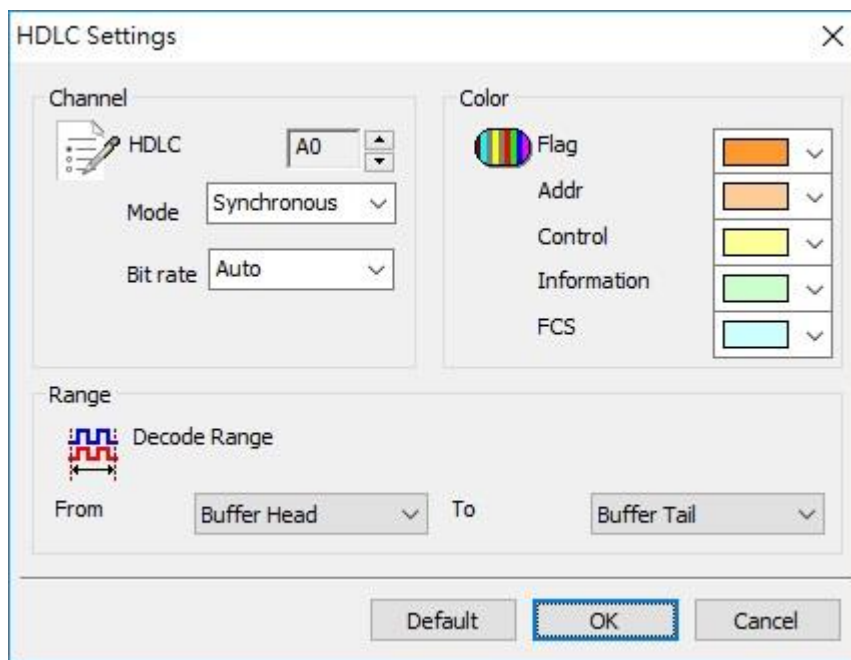 HDLC Settings
Channel
HDLC A0
Mode Synchronous
Bit rate Auto
Color
Flag
Addr
Control
Information
FCS
Range
Decode Range
From Buffer Head To Buffer Tail
Default OK Cancel